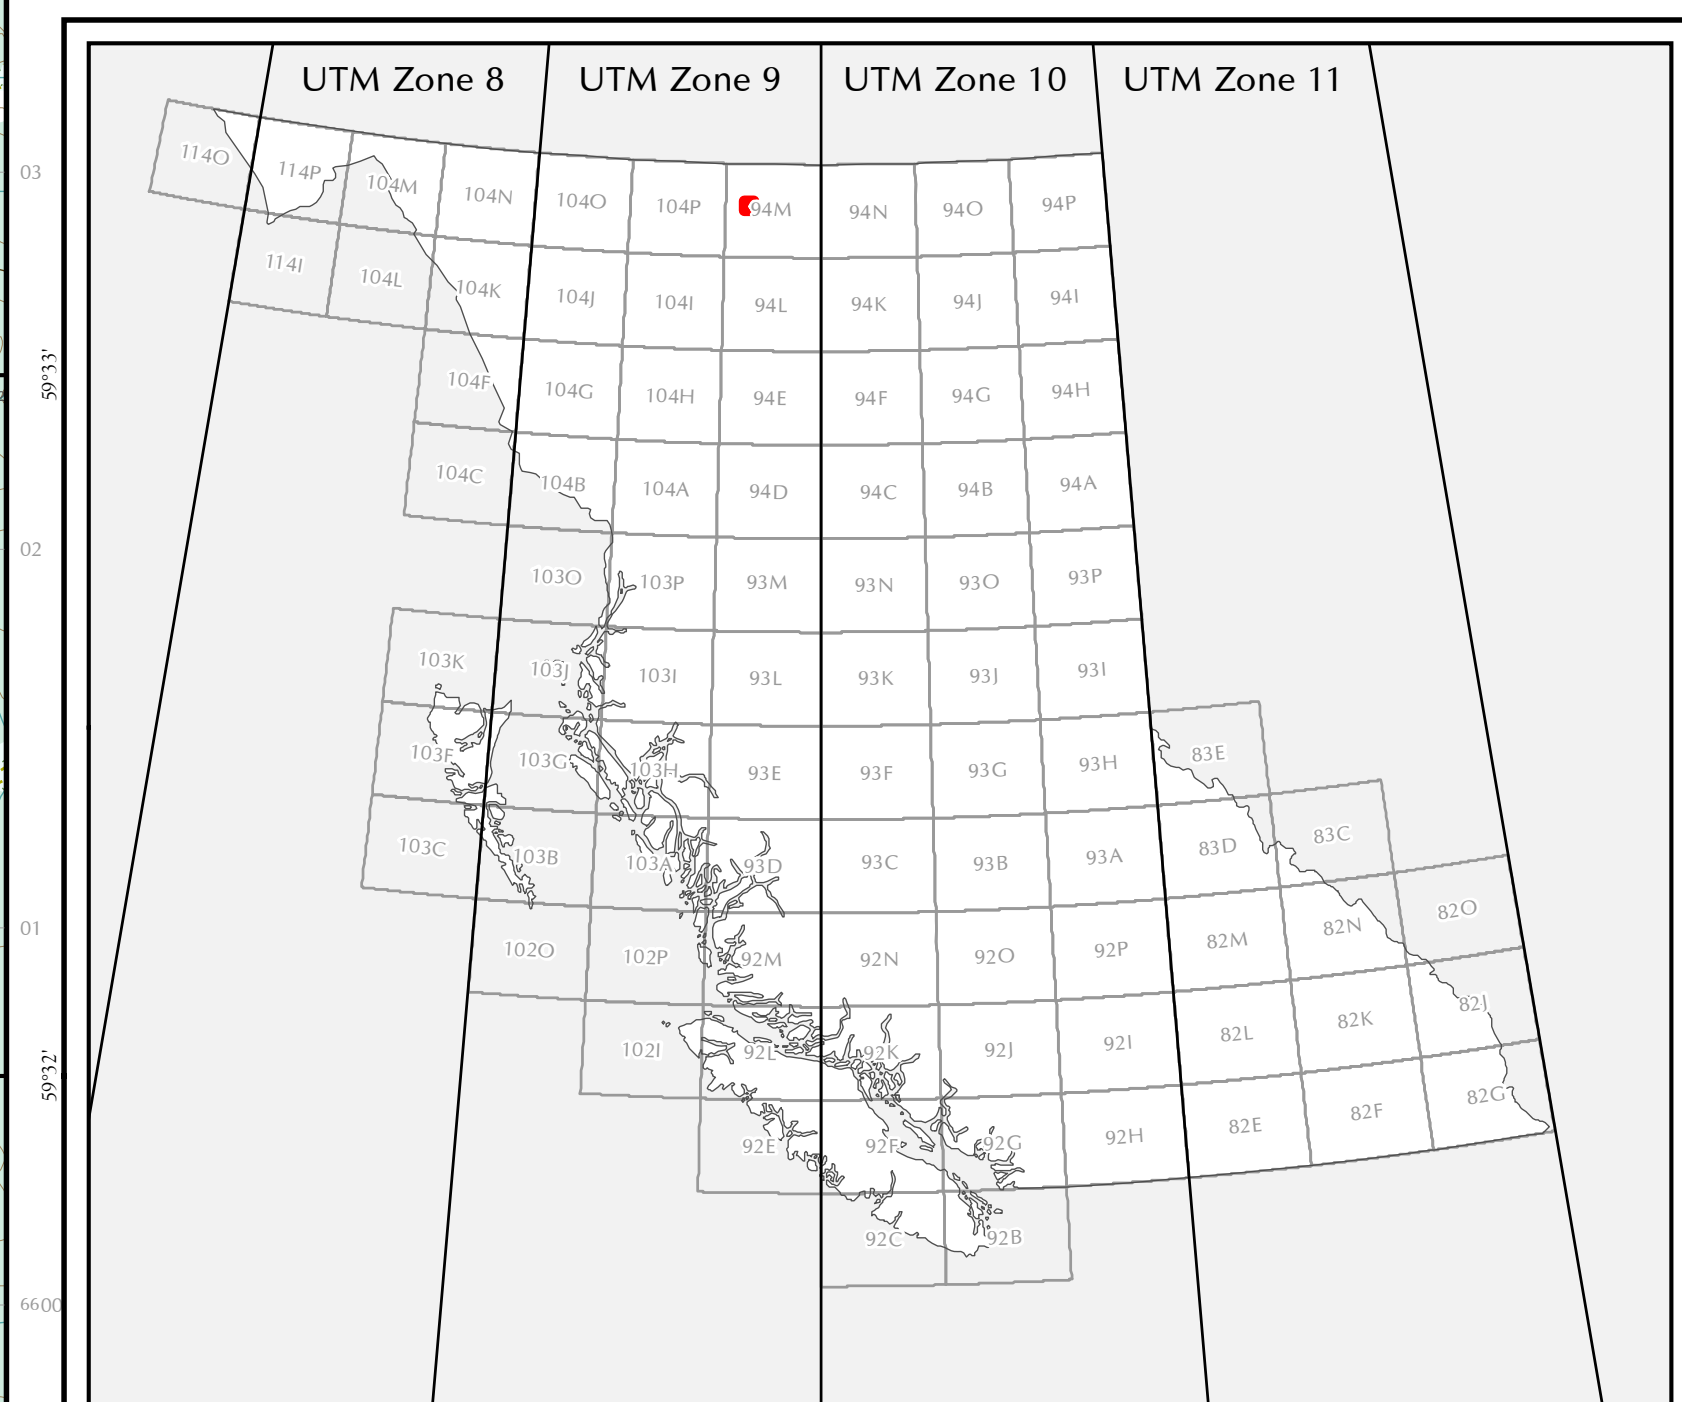 UTM Zone 8 UTM Zone 9 UTM Zone 10 UTM Zone 11
114O 114P 104M 104N 104O 104P 94M 94N 94O 94P
03
114I 104L 104K 104J 104I 94L 94K 94J 94I
59°33'
104F 104G 104H 94E 94F 94G 94H
104C 104B 104A 94D 94C 94B 94A
02
103O 103P 93M 93N 93O 93P
103K 103J 103I 93L 93K 93J 93I
103F 103G 103H 93E 93F 93G 93H 83E
103C 103B 103A 93D 93C 93B 93A 83D 83C
01
102O 102P 92M 92N 92O 92P 82M 82N 82O
102I 92L 92K 92J 92I 82L 82K 82J
59°32'
92E 92F 92G 92H 82E 82F 82G
92C 92B
6600